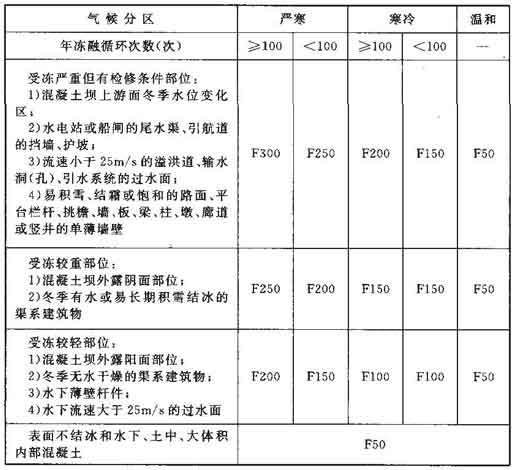 气候分区 严寒 寒冷 温和
年冻融循环次数(次) ≥100 <100 ≥100 <100 —
受冻严重但有检修条件部位:
1)混凝土坝上游面冬季水位变化
区;
2)水电站或船闸的尾水渠、引航道
的挡墙、护坡;
3)流速小于25m/s的溢洪道、输水
洞(孔)、引水系统的过水面;
4)易积雪、结霜或饱和的路面、平
台栏杆、挑檐、墙、板、梁、柱、墩、廊道
或竖井的单薄墙壁
F300 F250 F200 F150 F50
受冻较重部位:
1)混凝土坝外露阴面部位;
2)冬季有水或易长期积雪结冰的
渠系建筑物
F250 F200 F150 F150 F50
受冻较轻部位:
1)混凝土坝外露阳面部位;
2)冬季无水干燥的渠系建筑物;
3)水下薄壁杆件;
4)水下流速大于25m/s的过水面
F200 F150 F100 F100 F50
表面不结冰和水下、土中、大体积
内部混凝土
F50